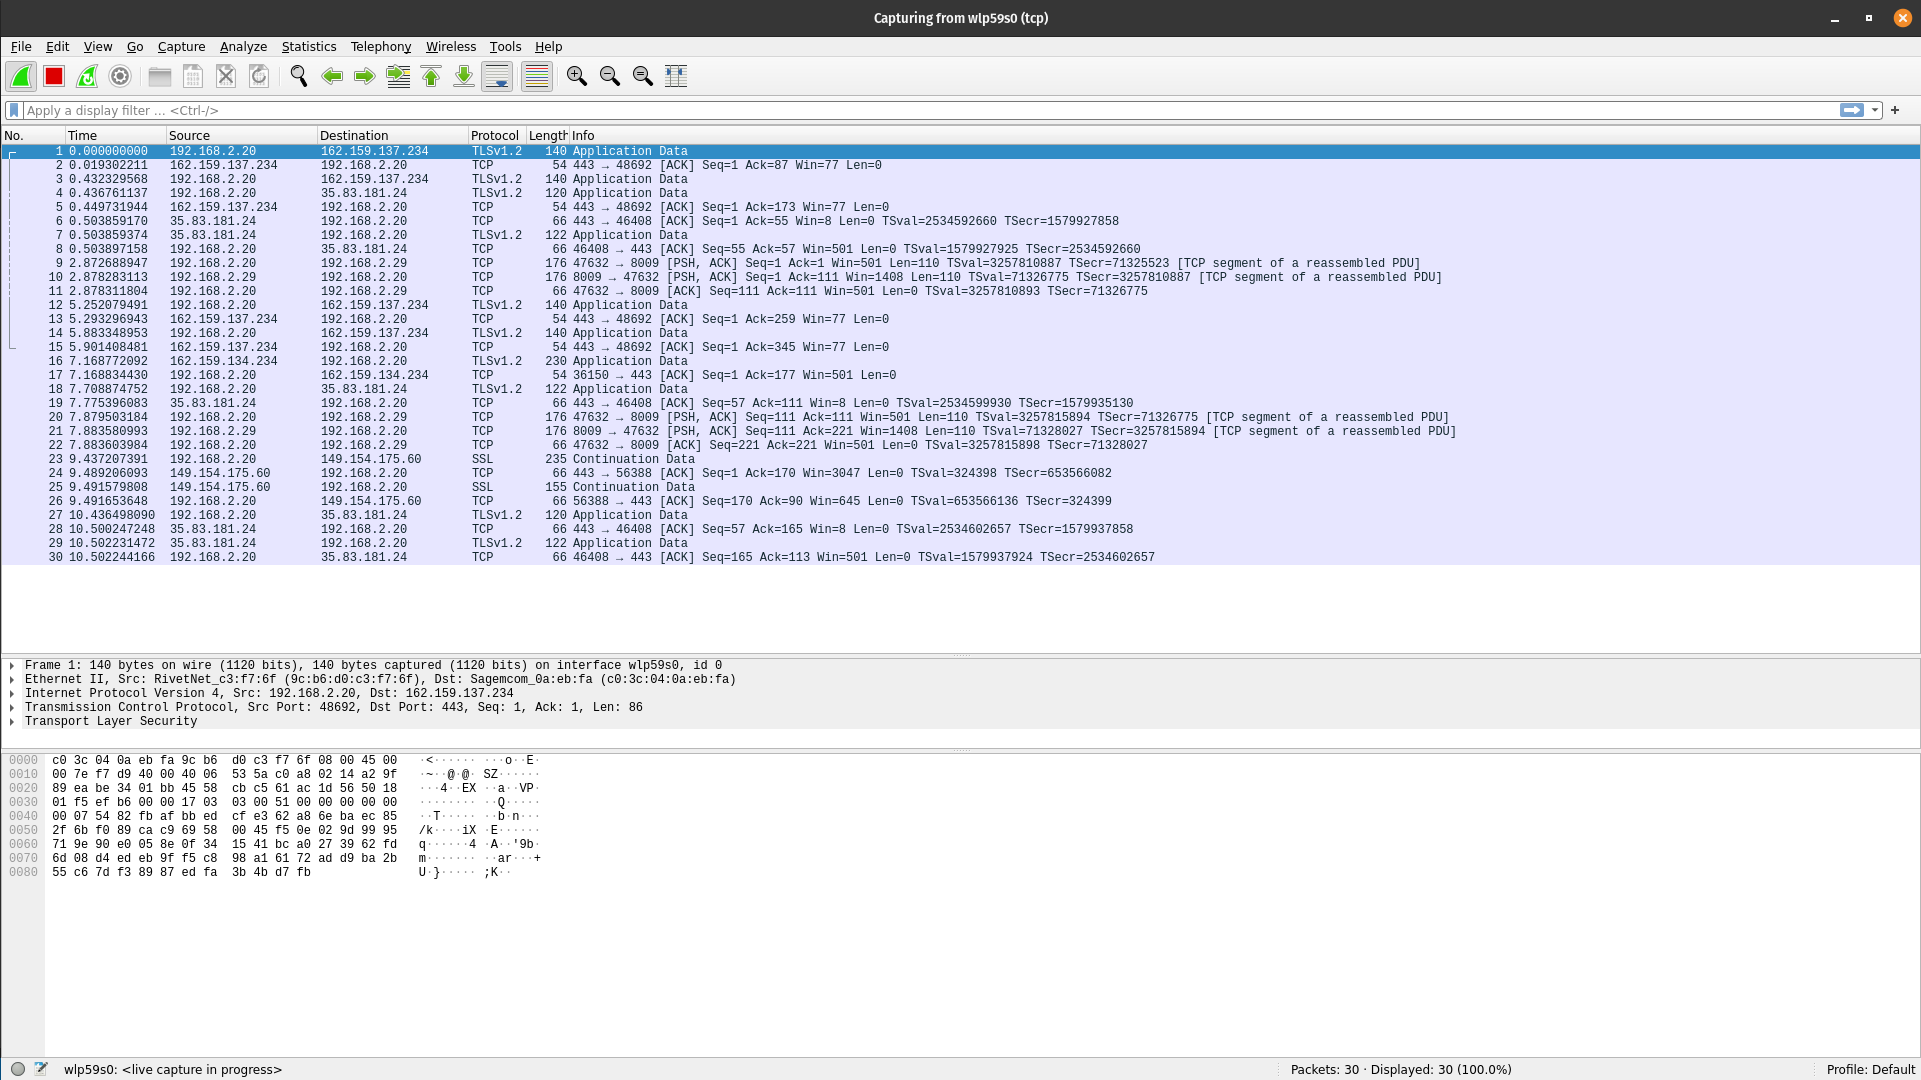 Capturing from wlp59s0 (tcp)
File Edit View Go Capture Analyze Statistics Telephony Wireless Tools Help
Apply a display filter … <Ctrl-/>
No. Time Source Destination Protocol Length Info
1 0.000000000 192.168.2.20 162.159.137.234 TLSv1.2 140 Application Data
2 0.019302211 162.159.137.234 192.168.2.20 TCP 54 443 → 48692 [ACK] Seq=1 Ack=87 Win=77 Len=0
3 0.432329568 192.168.2.20 162.159.137.234 TLSv1.2 140 Application Data
4 0.436761137 192.168.2.20 35.83.181.24 TLSv1.2 120 Application Data
5 0.449731944 162.159.137.234 192.168.2.20 TCP 54 443 → 48692 [ACK] Seq=1 Ack=173 Win=77 Len=0
6 0.503859170 35.83.181.24 192.168.2.20 TCP 66 443 → 46408 [ACK] Seq=1 Ack=55 Win=8 Len=0 TSval=2534592660 TSecr=1579927858
7 0.503859374 35.83.181.24 192.168.2.20 TLSv1.2 122 Application Data
8 0.503897158 192.168.2.20 35.83.181.24 TCP 66 46408 → 443 [ACK] Seq=55 Ack=57 Win=501 Len=0 TSval=1579927925 TSecr=2534592660
9 2.872688947 192.168.2.20 192.168.2.29 TCP 176 47632 → 8009 [PSH, ACK] Seq=1 Ack=1 Win=501 Len=110 TSval=3257810887 TSecr=71325523 [TCP segment of a reassembled PDU]
10 2.878283113 192.168.2.29 192.168.2.20 TCP 176 8009 → 47632 [PSH, ACK] Seq=1 Ack=111 Win=1408 Len=110 TSval=71326775 TSecr=3257810887 [TCP segment of a reassembled PDU]
11 2.878311804 192.168.2.20 192.168.2.29 TCP 66 47632 → 8009 [ACK] Seq=111 Ack=111 Win=501 Len=0 TSval=3257810893 TSecr=71326775
12 5.252079491 192.168.2.20 162.159.137.234 TLSv1.2 140 Application Data
13 5.293296943 162.159.137.234 192.168.2.20 TCP 54 443 → 48692 [ACK] Seq=1 Ack=259 Win=77 Len=0
14 5.883348953 192.168.2.20 162.159.137.234 TLSv1.2 140 Application Data
15 5.901408481 162.159.137.234 192.168.2.20 TCP 54 443 → 48692 [ACK] Seq=1 Ack=345 Win=77 Len=0
16 7.168772092 162.159.134.234 192.168.2.20 TLSv1.2 230 Application Data
17 7.168834430 192.168.2.20 162.159.134.234 TCP 54 36150 → 443 [ACK] Seq=1 Ack=177 Win=501 Len=0
18 7.708874752 192.168.2.20 35.83.181.24 TLSv1.2 122 Application Data
19 7.775396083 35.83.181.24 192.168.2.20 TCP 66 443 → 46408 [ACK] Seq=57 Ack=111 Win=8 Len=0 TSval=2534599930 TSecr=1579935130
20 7.879503184 192.168.2.20 192.168.2.29 TCP 176 47632 → 8009 [PSH, ACK] Seq=111 Ack=111 Win=501 Len=110 TSval=3257815894 TSecr=71326775 [TCP segment of a reassembled PDU]
21 7.883580993 192.168.2.29 192.168.2.20 TCP 176 8009 → 47632 [PSH, ACK] Seq=111 Ack=221 Win=1408 Len=110 TSval=71328027 TSecr=3257815894 [TCP segment of a reassembled PDU]
22 7.883603984 192.168.2.20 192.168.2.29 TCP 66 47632 → 8009 [ACK] Seq=221 Ack=221 Win=501 Len=0 TSval=3257815898 TSecr=71328027
23 9.437207391 192.168.2.20 149.154.175.60 SSL 235 Continuation Data
24 9.489206093 149.154.175.60 192.168.2.20 TCP 66 443 → 56388 [ACK] Seq=1 Ack=170 Win=3047 Len=0 TSval=324398 TSecr=653566082
25 9.491579808 149.154.175.60 192.168.2.20 SSL 155 Continuation Data
26 9.491653648 192.168.2.20 149.154.175.60 TCP 66 56388 → 443 [ACK] Seq=170 Ack=90 Win=645 Len=0 TSval=653566136 TSecr=324399
27 10.436498090 192.168.2.20 35.83.181.24 TLSv1.2 120 Application Data
28 10.500247248 35.83.181.24 192.168.2.20 TCP 66 443 → 46408 [ACK] Seq=57 Ack=165 Win=8 Len=0 TSval=2534602657 TSecr=1579937858
29 10.502231472 35.83.181.24 192.168.2.20 TLSv1.2 122 Application Data
30 10.502244166 192.168.2.20 35.83.181.24 TCP 66 46408 → 443 [ACK] Seq=165 Ack=113 Win=501 Len=0 TSval=1579937924 TSecr=2534602657
Frame 1: 140 bytes on wire (1120 bits), 140 bytes captured (1120 bits) on interface wlp59s0, id 0
Ethernet II, Src: RivetNet_c3:f7:6f (9c:b6:d0:c3:f7:6f), Dst: Sagemcom_0a:eb:fa (c0:3c:04:0a:eb:fa)
Internet Protocol Version 4, Src: 192.168.2.20, Dst: 162.159.137.234
Transmission Control Protocol, Src Port: 48692, Dst Port: 443, Seq: 1, Ack: 1, Len: 86
Transport Layer Security
0000 c0 3c 04 0a eb fa 9c b6 d0 c3 f7 6f 08 00 45 00 ·<······ ···o··E·
0010 00 7e f7 d9 40 00 40 06 53 5a c0 a8 02 14 a2 9f ·~··@·@· SZ······
0020 89 ea be 34 01 bb 45 58 cb c5 61 ac 1d 56 50 18 ···4··EX ··a··VP·
0030 01 f5 ef b6 00 00 17 03 03 00 51 00 00 00 00 00 ········ ··Q·····
0040 00 07 54 82 fb af bb ed cf e3 62 a8 6e ba ec 85 ··T····· ··b·n···
0050 2f 6b f0 89 ca c9 69 58 00 45 f5 0e 02 9d 99 95 /k····iX ·E······
0060 71 9e 90 e0 05 8e 0f 34 15 41 bc a0 27 39 62 fd q······4 ·A··'9b·
0070 6d 08 d4 ed eb 9f f5 c8 98 a1 61 72 ad d9 ba 2b m······· ··ar···+
0080 55 c6 7d f3 89 87 ed fa 3b 4b d7 fb U·}····· ;K··
wlp59s0: <live capture in progress> Packets: 30 · Displayed: 30 (100.0%) Profile: Default